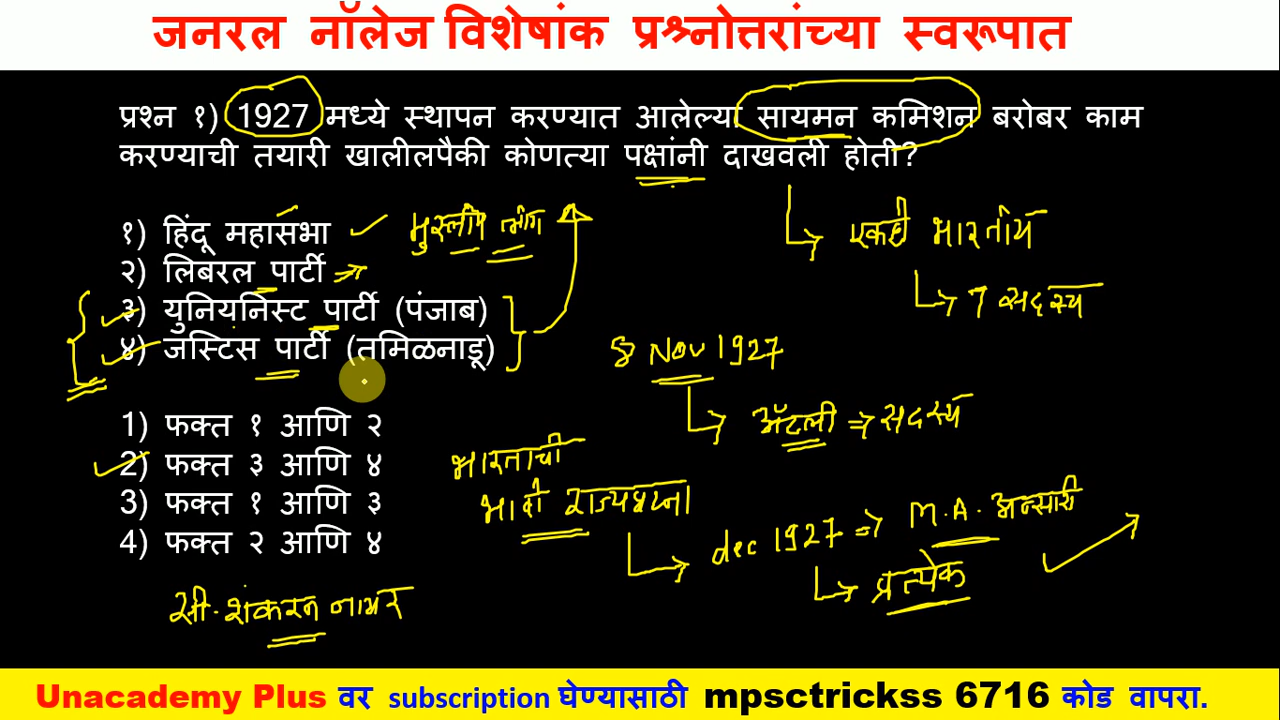 जनरल नॉलेज विशेषांक प्रश्नोत्तरांच्या स्वरूपात
प्रश्न १) 1927 मध्ये स्थापन करण्यात आलेल्या सायमन कमिशन बरोबर काम
करण्याची तयारी खालीलपैकी कोणत्या पक्षांनी दाखवली होती?
१) हिंदू महासभा
मुस्लीम लीग
२) लिबरल पार्टी
३) युनियनिस्ट पार्टी (पंजाब)
४) जस्टिस पार्टी (तमिळनाडू)
एकही भारतीय
7 सदस्य
8 Nov 1927
अ‍ॅटली => सदस्य
1) फक्त १ आणि २
2) फक्त ३ आणि ४
3) फक्त १ आणि ३
4) फक्त २ आणि ४
भारताची
भावी राज्यघटना
dec 1927 => M.A. अन्सारी
प्रत्येक
सी. शंकरन नायर
Unacademy Plus वर subscription घेण्यासाठी mpsctrickss 6716 कोड वापरा.